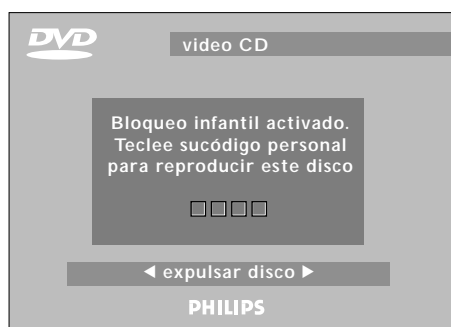 DVD
video CD
Bloqueo infantil activado.
Teclee sucódigo personal
para reproducir este disco
◀ expulsar disco ▶
PHILIPS